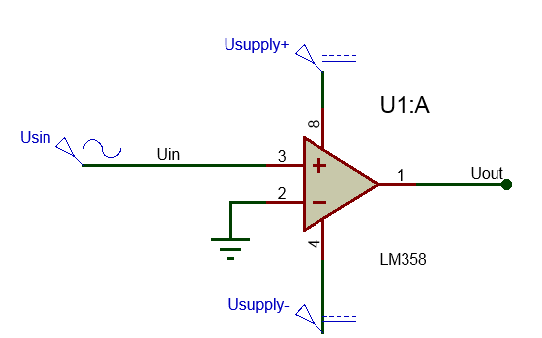 Usupply+
U1:A
8
Usin
Uin
3
+
1
Uout
2
−
4
LM358
Usupply-